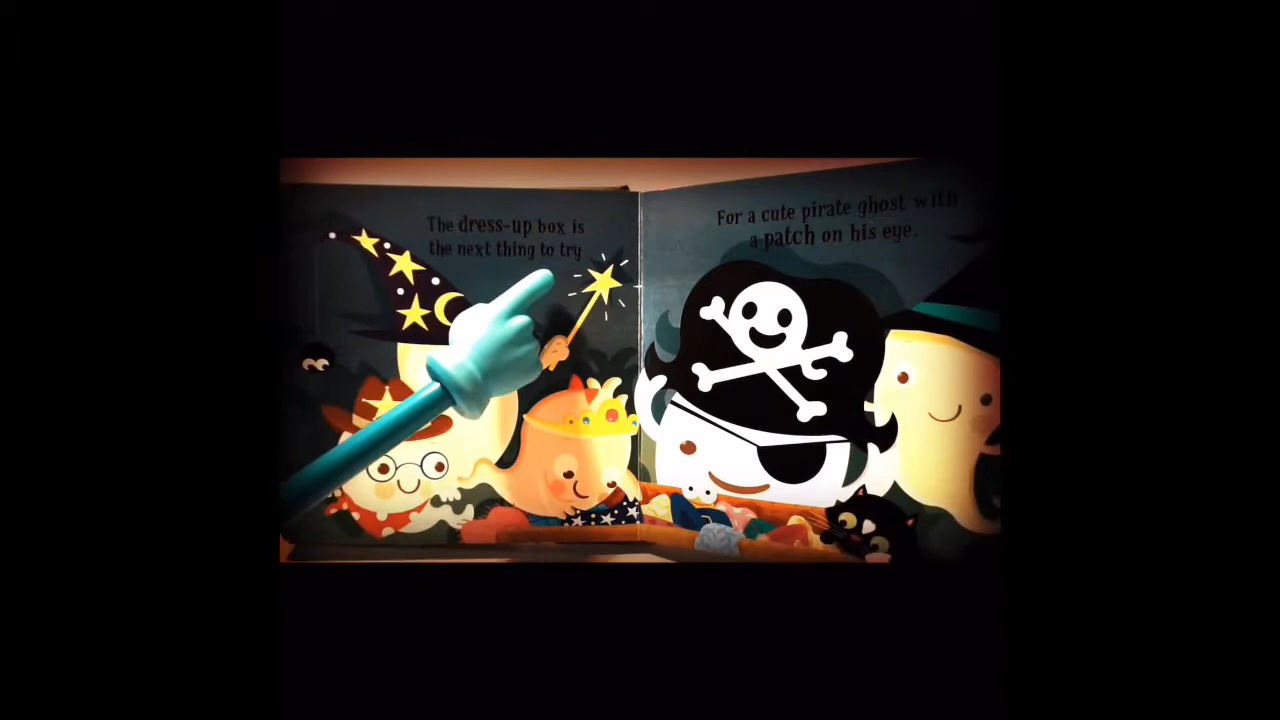 The dress-up box is
the next thing to try
For a cute pirate ghost with
a patch on his eye.